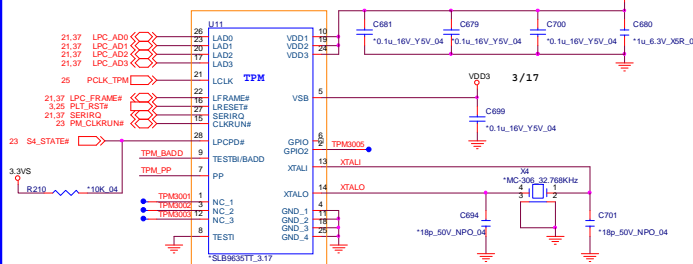 U11
21,37 LPC_AD0 26 LAD0 VDD1 10
21,37 LPC_AD1 23 LAD1 VDD2 19
21,37 LPC_AD2 20 LAD2 VDD3 24
21,37 LPC_AD3 17 LAD3
C681 C679 C700 C680
*0.1u_16V_Y5V_04 *0.1u_16V_Y5V_04 *0.1u_16V_Y5V_04 *1u_6.3V_X5R_0
25 PCLK_TPM 21 LCLK TPM
VDD3 3/17
21,37 LPC_FRAME# 22 LFRAME# VSB 5
3,25 PLT_RST# 16 LRESET#
21,37 SERIRQ 27 SERIRQ
23 PM_CLKRUN# 15 CLKRUN#
C699
*0.1u_16V_Y5V_04
23 S4_STATE# 28 LPCPD# GPIO 6
GPIO2 2 TPM3005
TPM_BADD 9 TESTBI/BADD
XTALI 13 XTALI
TPM_PP 7 PP
3.3VS
R210 *10K_04
X4
*MC-306_32.768KHz
4 1
3 2
XTALO 14 XTALO
TPM3001 1 NC_1 GND_1 4
TPM3002 3 NC_2 GND_2 11
TPM3003 12 NC_3 GND_3 18
GND_4 25
8 TESTI
C694 C701
*18p_50V_NPO_04 *18p_50V_NPO_04
*SLB9635TT_3.17